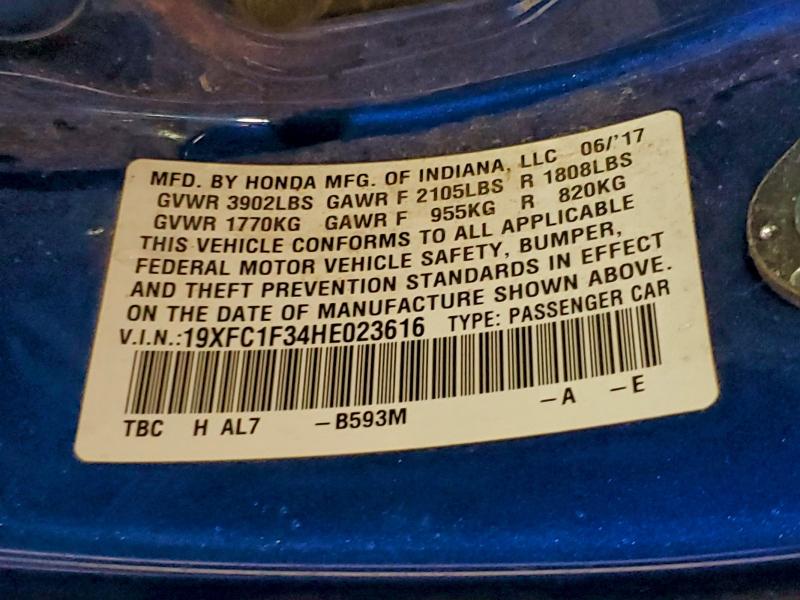 MFD. BY HONDA MFG. OF INDIANA, LLC 06/'17
GVWR 3902LBS GAWR F 2105LBS R 1808LBS
GVWR 1770KG GAWR F 955KG R 820KG
THIS VEHICLE CONFORMS TO ALL APPLICABLE
FEDERAL MOTOR VEHICLE SAFETY, BUMPER,
AND THEFT PREVENTION STANDARDS IN EFFECT
ON THE DATE OF MANUFACTURE SHOWN ABOVE.
V.I.N.:19XFC1F34HE023616 TYPE: PASSENGER CAR
TBC H AL7 -B593M -A -E